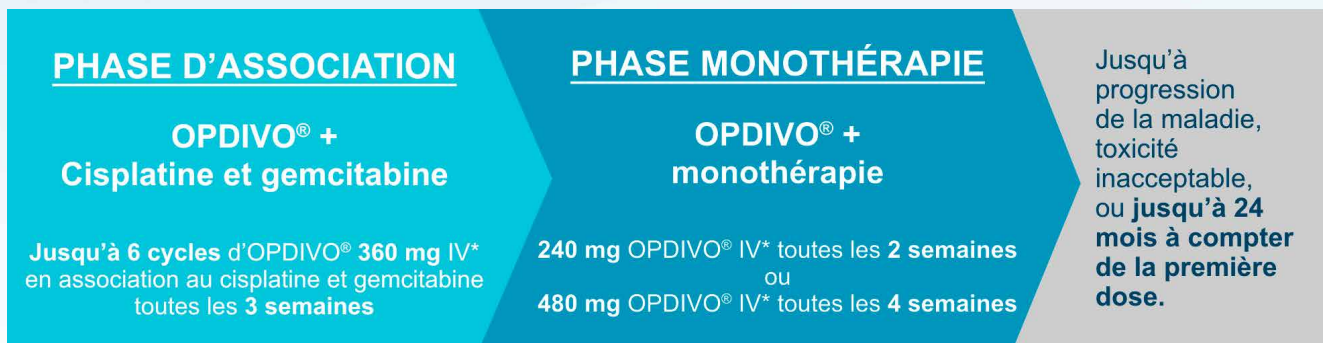 PHASE D’ASSOCIATION
OPDIVO® +
Cisplatine et gemcitabine
Jusqu’à 6 cycles d’OPDIVO® 360 mg IV*
en association au cisplatine et gemcitabine
toutes les 3 semaines
PHASE MONOTHÉRAPIE
OPDIVO® +
monothérapie
240 mg OPDIVO® IV* toutes les 2 semaines
ou
480 mg OPDIVO® IV* toutes les 4 semaines
Jusqu’à
progression
de la maladie,
toxicité
inacceptable,
ou jusqu’à 24
mois à compter
de la première
dose.